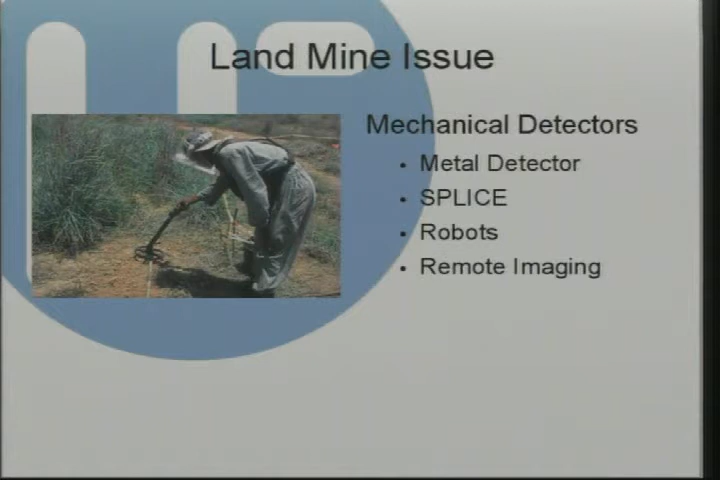 Land Mine Issue
Mechanical Detectors
• Metal Detector
• SPLICE
• Robots
• Remote Imaging